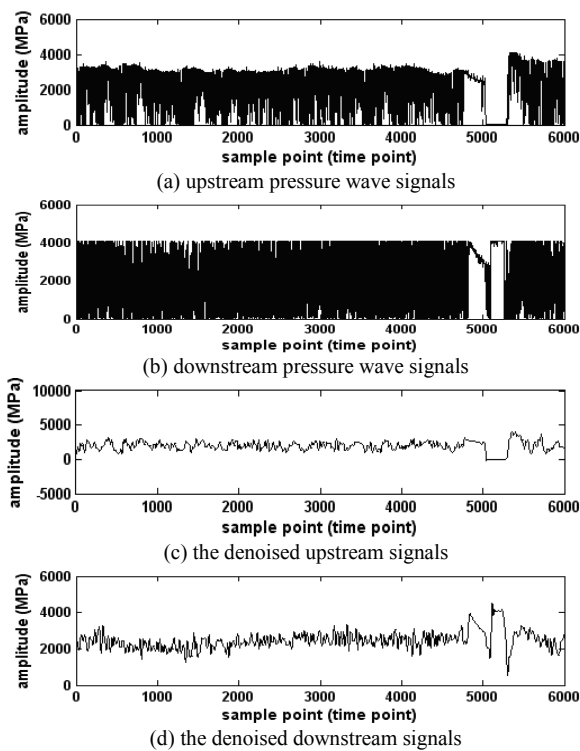 amplitude (MPa)
6000
4000
2000
0
0 1000 2000 3000 4000 5000 6000
sample point (time point)
(a) upstream pressure wave signals
amplitude (MPa)
6000
4000
2000
0
0 1000 2000 3000 4000 5000 6000
sample point (time point)
(b) downstream pressure wave signals
amplitude (MPa)
10000
5000
0
-5000
0 1000 2000 3000 4000 5000 6000
sample point (time point)
(c) the denoised upstream signals
amplitude (MPa)
6000
4000
2000
0
0 1000 2000 3000 4000 5000 6000
sample point (time point)
(d) the denoised downstream signals